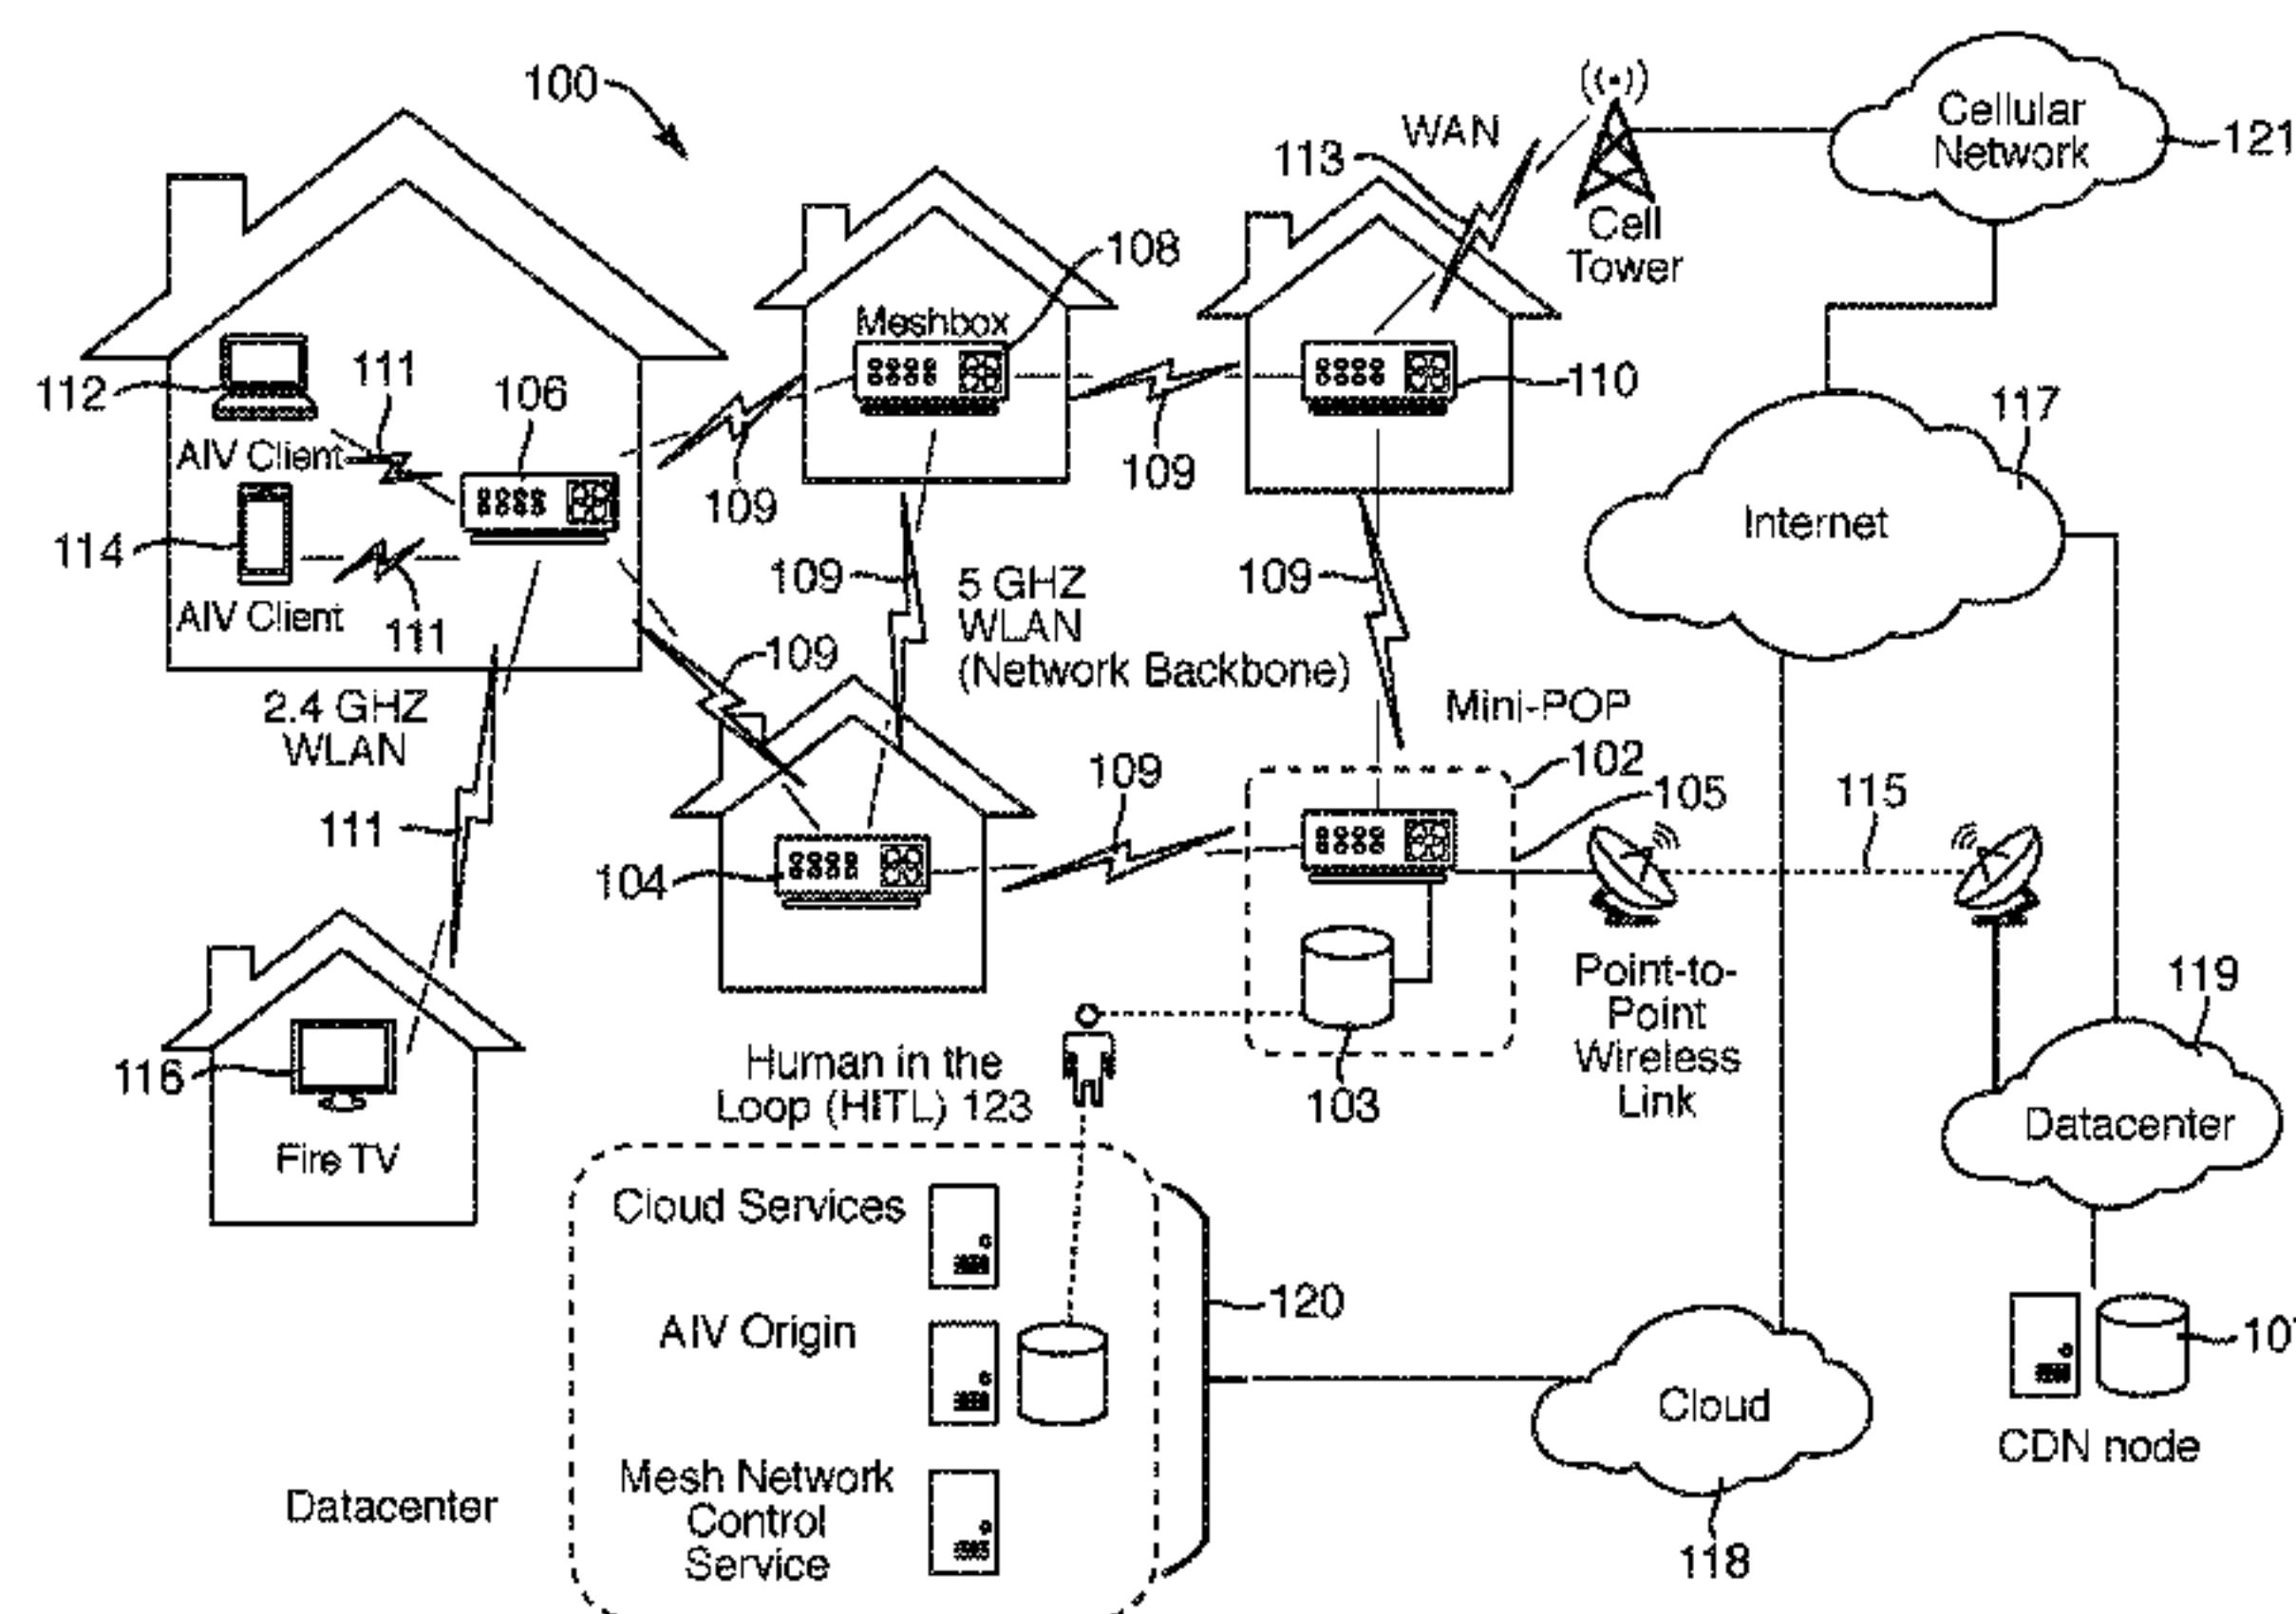 100
WAN
113
Cellular
Network
121
Cell
Tower
108
Meshbox
110
112
111
106
AIV Client
109
109
117
Internet
114
AIV Client
111
109
5 GHZ
WLAN
(Network Backbone)
109
109
2.4 GHZ
WLAN
Mini-POP
102
105
115
109
111
104
Point-to-
Point
Wireless
Link
119
116
Fire TV
Human in the
Loop (HITL) 123
103
Datacenter
Cloud Services
AIV Origin
120
Mesh Network
Control
Service
Datacenter
Cloud
118
CDN node